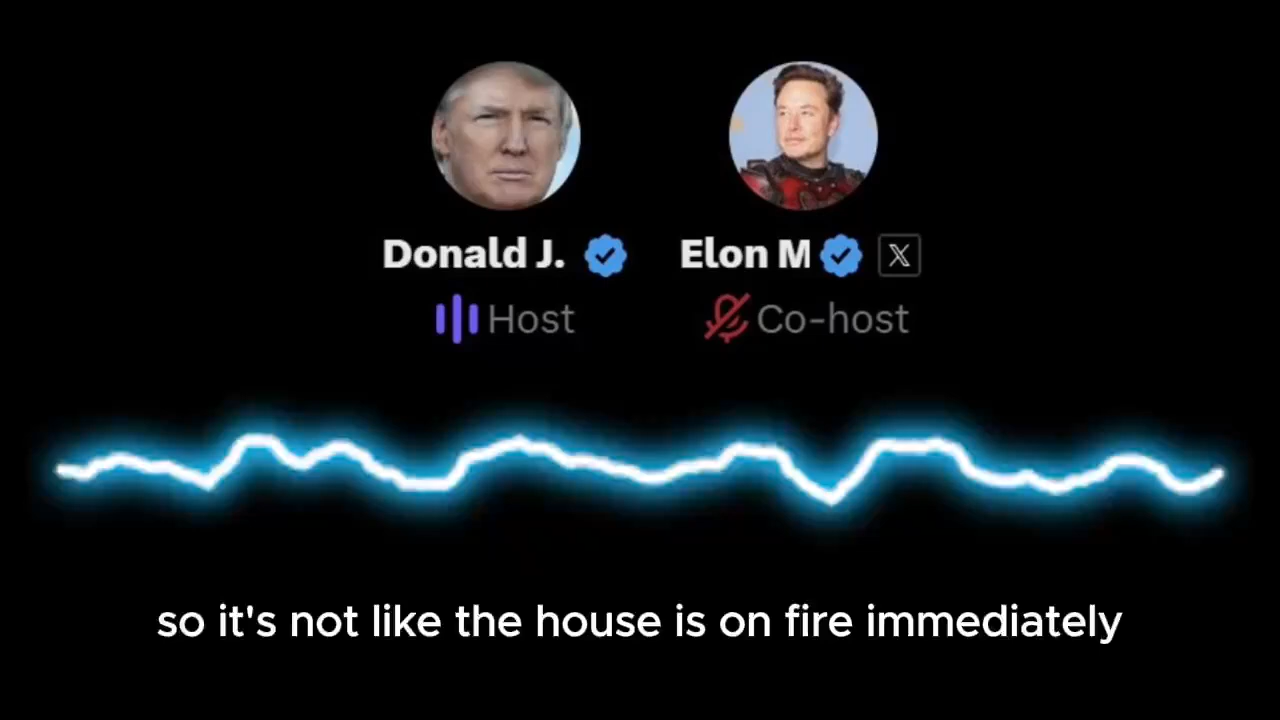 Donald J. Elon M
Host Co-host
so it's not like the house is on fire immediately